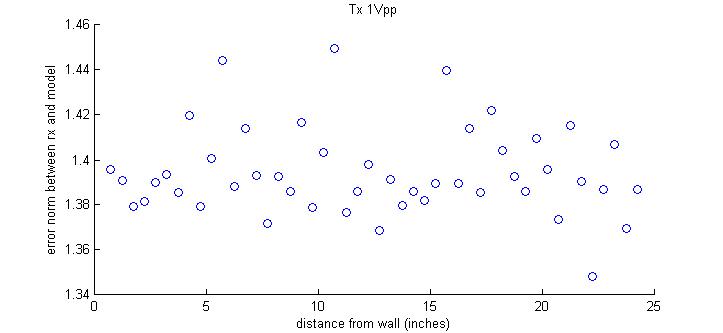 Tx 1Vpp
1.46
1.44
1.42
1.4
1.38
1.36
1.34
error norm between rx and model
0 5 10 15 20 25
distance from wall (inches)